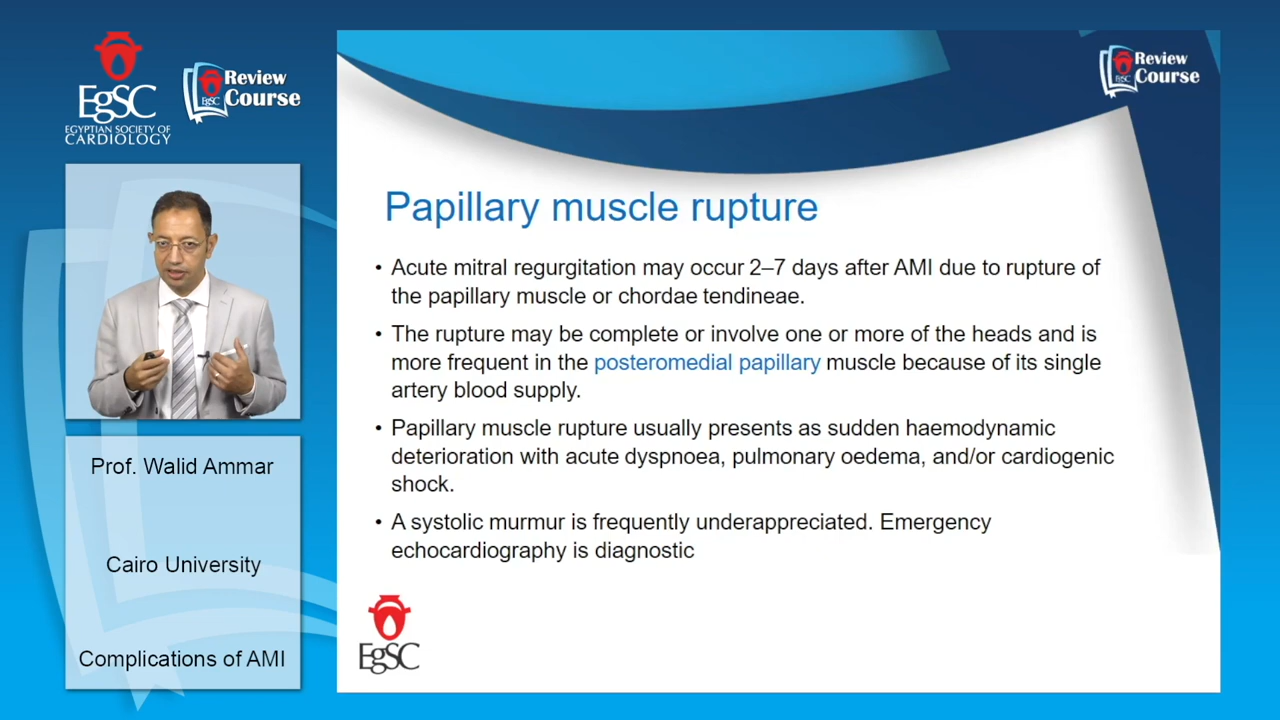 EgSC
EGYPTIAN SOCIETY OF
CARDIOLOGY
EgSC
Review
Course
Prof. Walid Ammar
Cairo University
Complications of AMI
EgSC
Review
Course
Papillary muscle rupture
• Acute mitral regurgitation may occur 2–7 days after AMI due to rupture of
the papillary muscle or chordae tendineae.
• The rupture may be complete or involve one or more of the heads and is
more frequent in the posteromedial papillary muscle because of its single
artery blood supply.
• Papillary muscle rupture usually presents as sudden haemodynamic
deterioration with acute dyspnoea, pulmonary oedema, and/or cardiogenic
shock.
• A systolic murmur is frequently underappreciated. Emergency
echocardiography is diagnostic
EgSC